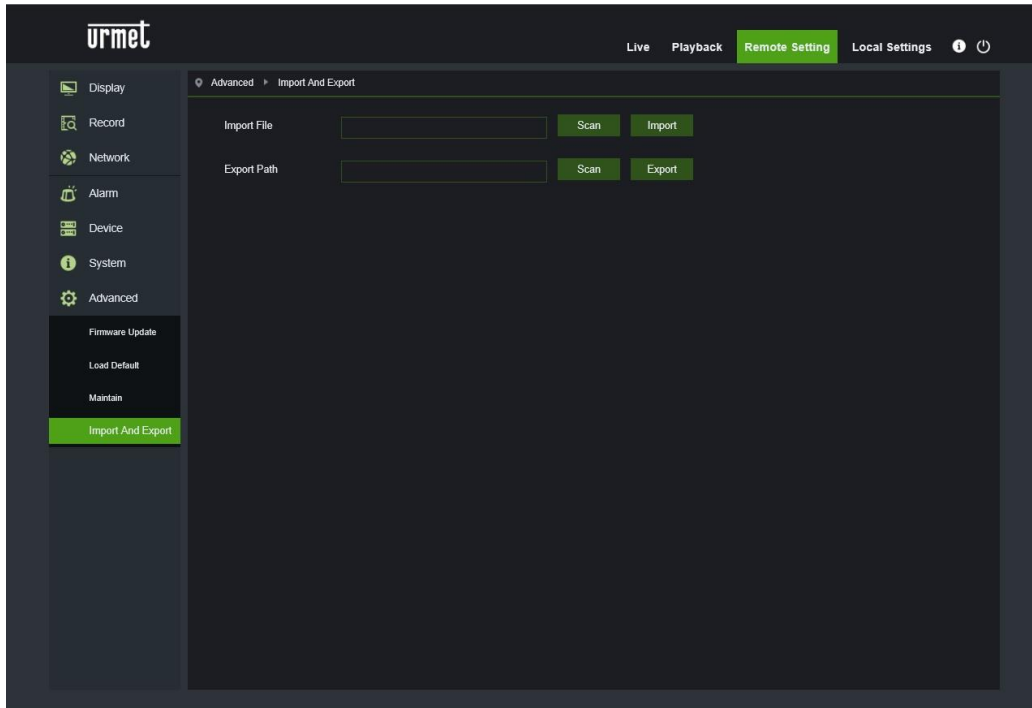 urmet
Live Playback Remote Setting Local Settings
Display
Record
Network
Alarm
Device
System
Advanced
Firmware Update
Load Default
Maintain
Import And Export
Advanced Import And Export
Import File Scan Import
Export Path Scan Export